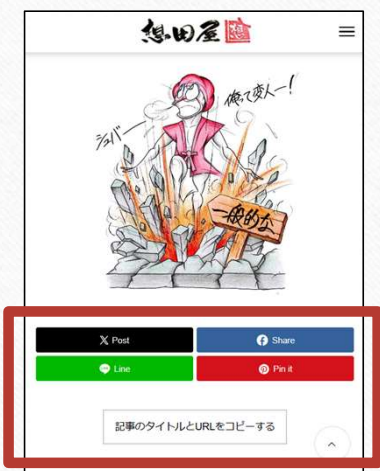 想田屋
俺って変人ー!
シュバー
一般的な
Post
Share
Line
Pin it
記事のタイトルとURLをコピーする